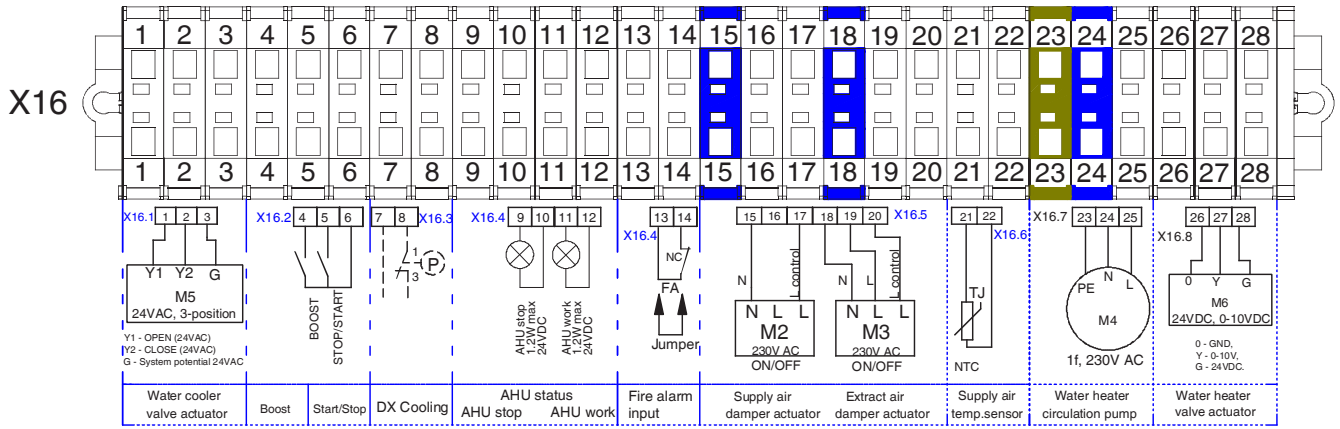 1 2 3 4 5 6 7 8 9 10 11 12 13 14 15 16 17 18 19 20 21 22 23 24 25 26 27 28
X16
1 2 3 4 5 6 7 8 9 10 11 12 13 14 15 16 17 18 19 20 21 22 23 24 25 26 27 28
X16.1
1 2 3
Y1 Y2 G
M5
24VAC, 3-position
Y1 - OPEN (24VAC)
Y2 - CLOSE (24VAC)
G - System potential 24VAC
Water cooler
valve actuator
X16.2
4 5 6
BOOST
STOP/START
Boost
Start/Stop
7 8
X16.3
1
P
3
DX Cooling
X16.4
9 10 11 12
AHU stop
1.2W max
24VDC
AHU work
1.2W max
24VDC
AHU status
AHU stop AHU work
13 14
X16.4
NC
FA
Jumper
Fire alarm
input
15 16 17 18 19 20
X16.5
N L control
N L L
M2
230V AC
ON/OFF
Supply air
damper actuator
N L L control
N L L
M3
230V AC
ON/OFF
Extract air
damper actuator
21 22
X16.6
TJ
NTC
Supply air
temp.sensor
X16.7
23 24 25
PE N L
M4
1f, 230V AC
Water heater
circulation pump
26 27 28
X16.8
0 Y G
M6
24VDC, 0-10VDC
0 - GND,
Y - 0-10V,
G - 24VDC.
Water heater
valve actuator